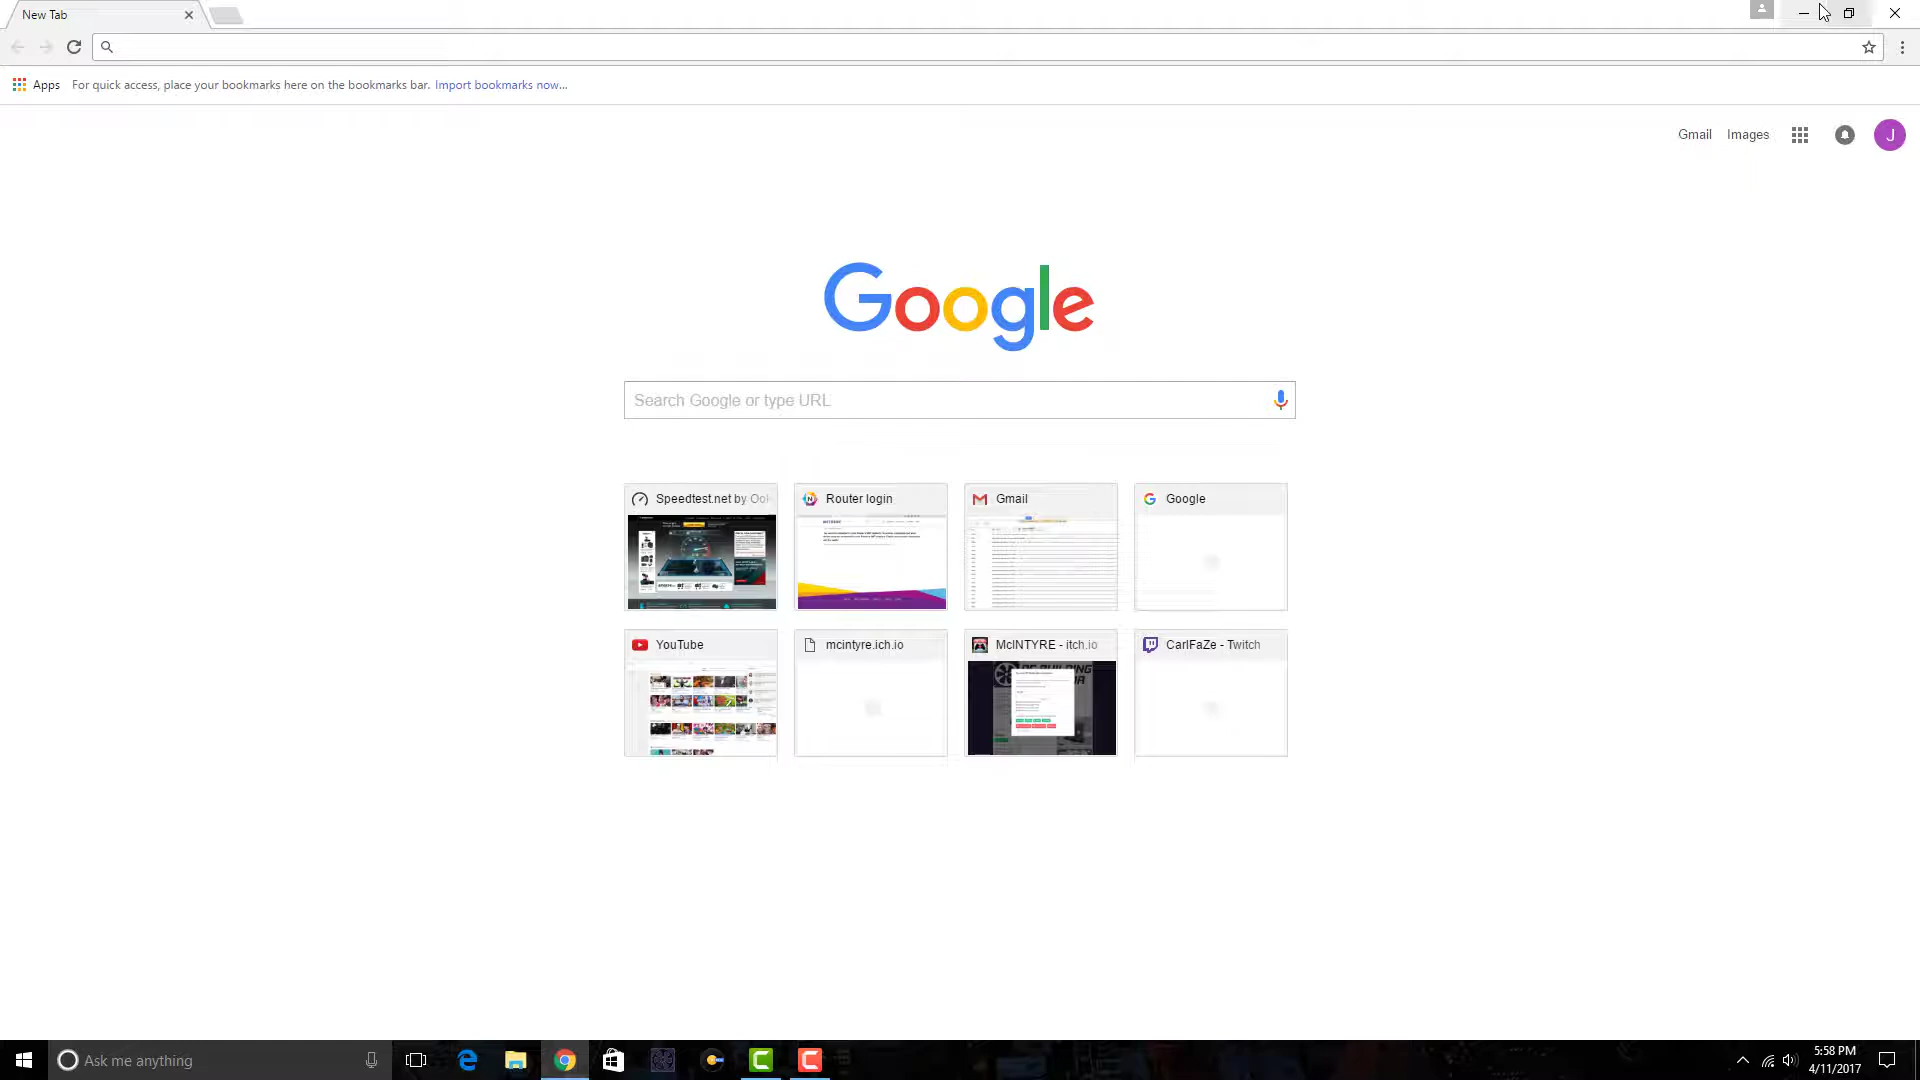 New Tab
Apps For quick access, place your bookmarks here on the bookmarks bar. Import bookmarks now...
Gmail Images J
Google
Search Google or type URL
Speedtest.net by Ook
Router login
Gmail
Google
YouTube
mcintyre.ich.io
McINTYRE - itch.io
CarlFaZe - Twitch
Ask me anything
5:58 PM
4/11/2017